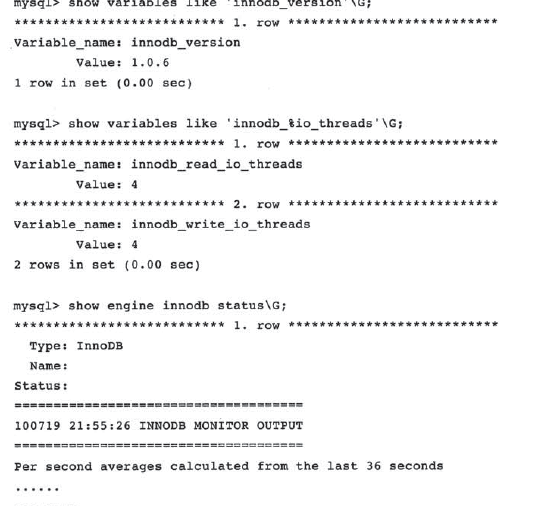 mysql> show variables like 'innodb_version'\G;
*************************** 1. row ***************************
Variable_name: innodb_version
        Value: 1.0.6
1 row in set (0.00 sec)
mysql> show variables like 'innodb_%io_threads'\G;
*************************** 1. row ***************************
Variable_name: innodb_read_io_threads
        Value: 4
*************************** 2. row ***************************
Variable_name: innodb_write_io_threads
        Value: 4
2 rows in set (0.00 sec)
mysql> show engine innodb status\G;
*************************** 1. row ***************************
  Type: InnoDB
  Name:
Status:
=====================================
100719 21:55:26 INNODB MONITOR OUTPUT
=====================================
Per second averages calculated from the last 36 seconds
......